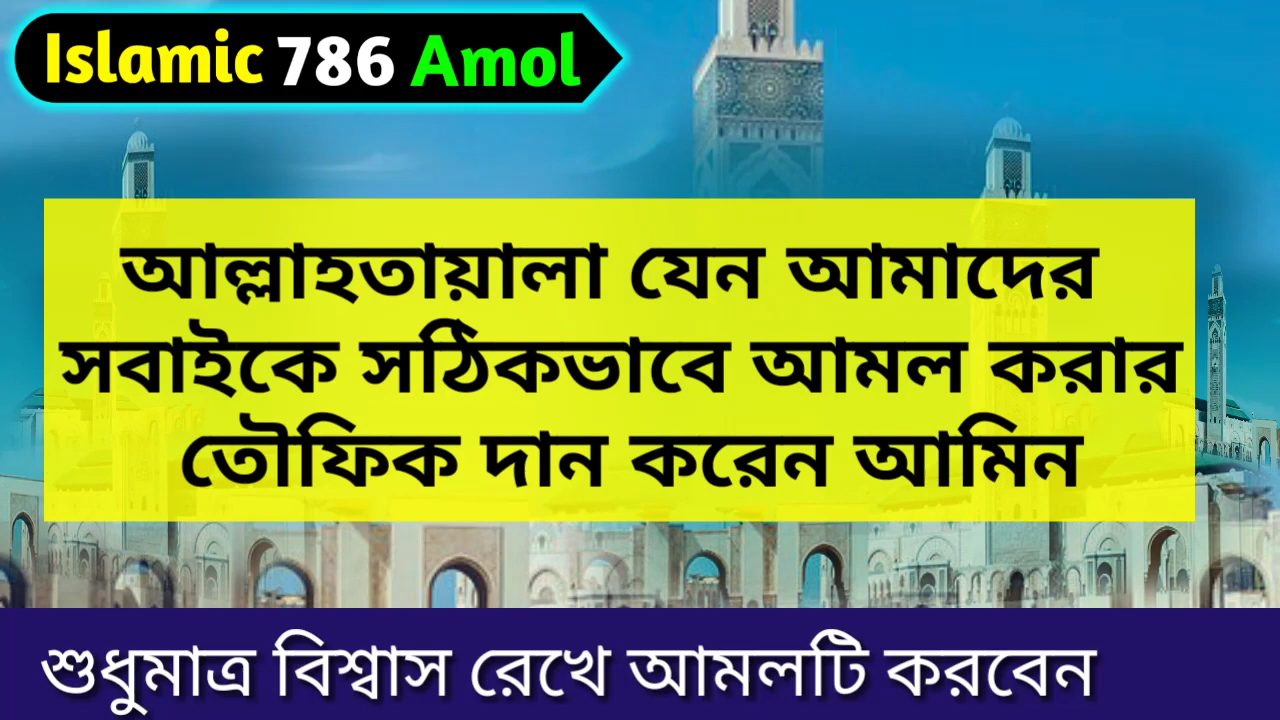 Islamic 786 Amol
আল্লাহতায়ালা যেন আমাদের
সবাইকে সঠিকভাবে আমল করার
তৌফিক দান করেন আমিন
শুধুমাত্র বিশ্বাস রেখে আমলটি করবেন